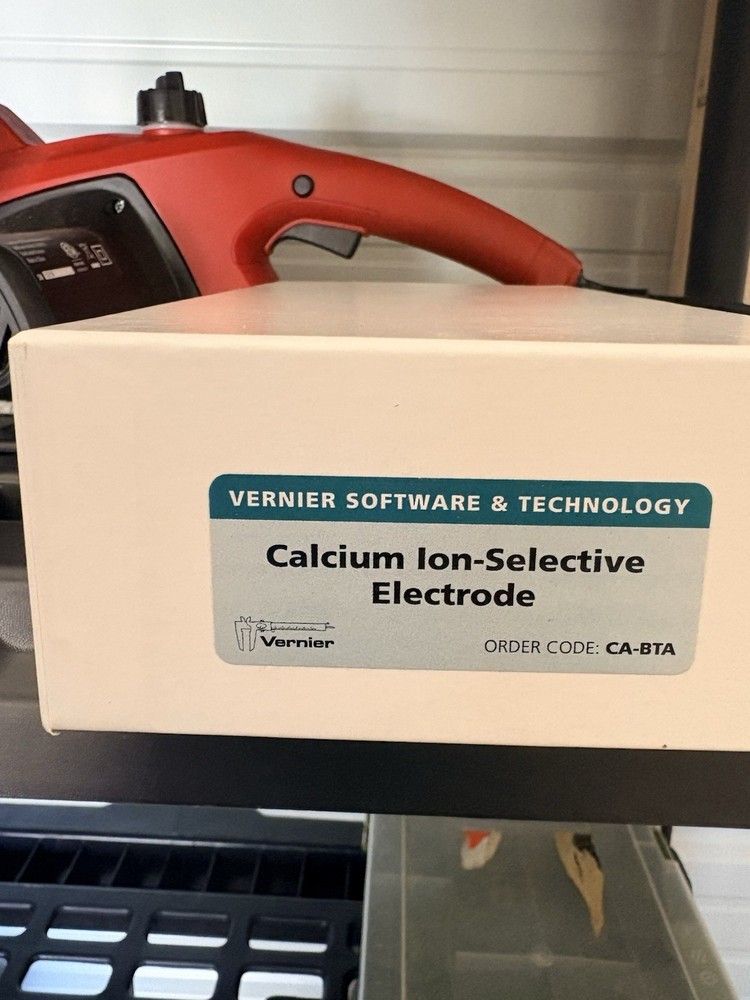 VERNIER SOFTWARE & TECHNOLOGY
Calcium Ion-Selective
Electrode
Vernier
ORDER CODE: CA-BTA